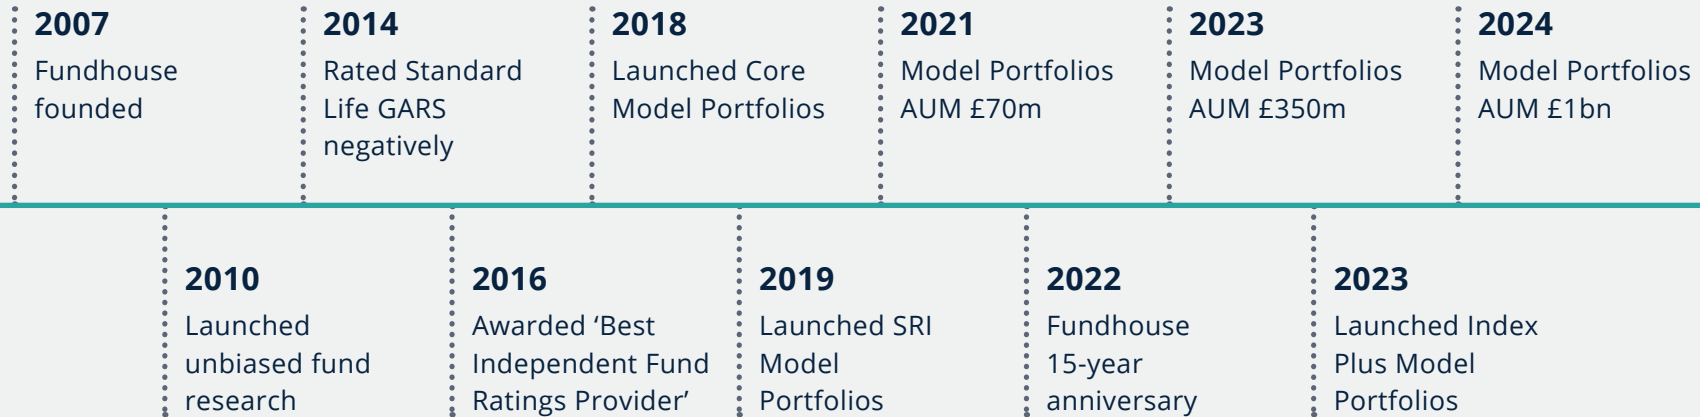 2007
Fundhouse
founded
2014
Rated Standard
Life GARS
negatively
2018
Launched Core
Model Portfolios
2021
Model Portfolios
AUM £70m
2023
Model Portfolios
AUM £350m
2024
Model Portfolios
AUM £1bn
2010
Launched
unbiased fund
research
2016
Awarded ‘Best
Independent Fund
Ratings Provider’
2019
Launched SRI
Model
Portfolios
2022
Fundhouse
15-year
anniversary
2023
Launched Index
Plus Model
Portfolios